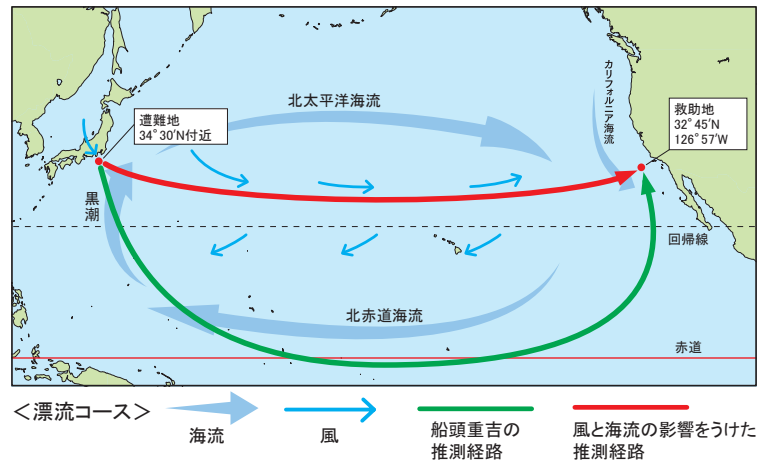 遭難地
34°30′N付近
北太平洋海流
カリフォルニア海流
救助地
32°45′N
126°57′W
黒潮
回帰線
北赤道海流
赤道
＜漂流コース＞
海流
風
船頭重吉の
推測経路
風と海流の影響をうけた
推測経路